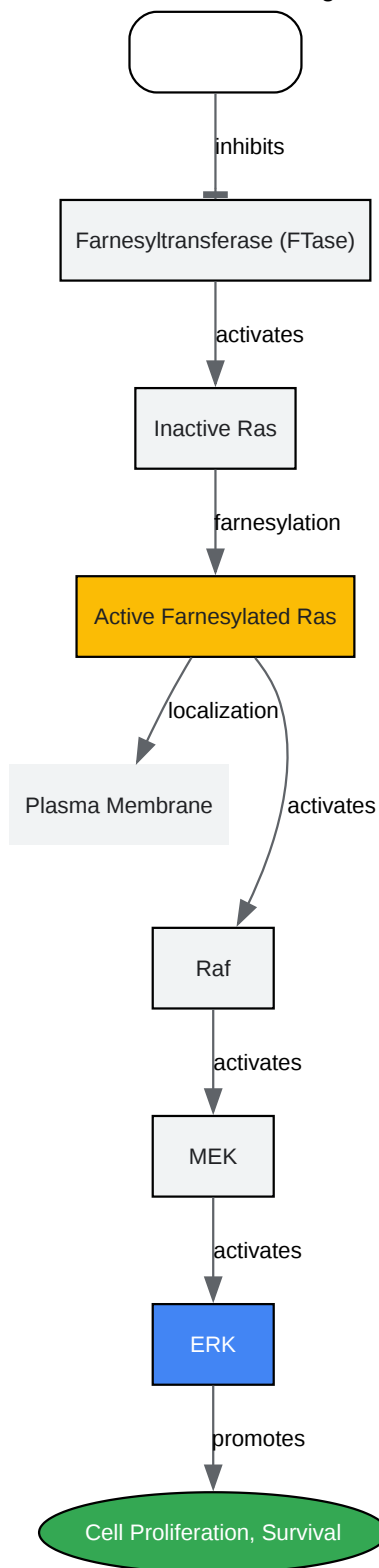 inhibits
Farnesyltransferase (FTase)
activates
Inactive Ras
farnesylation
Active Farnesylated Ras
localization
Plasma Membrane
activates
Raf
activates
MEK
activates
ERK
promotes
Cell Proliferation, Survival